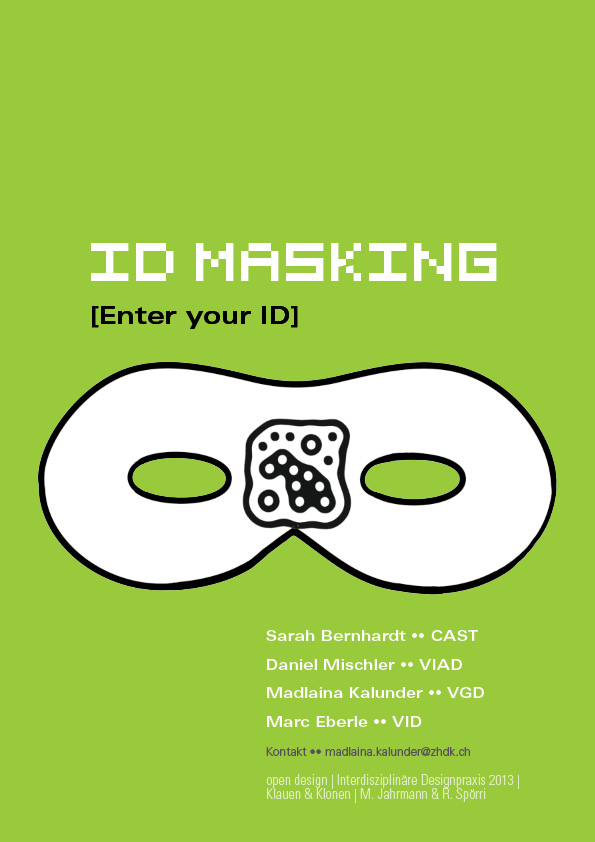 ID MASKING
[Enter your ID]
Sarah Bernhardt •• CAST
Daniel Mischler •• VIAD
Madlaina Kalunder •• VGD
Marc Eberle •• VID
Kontakt •• madlaina.kalunder@zhdk.ch
open design | Interdisziplinäre Designpraxis 2013 |
Klauen & Klonen | M. Jahrmann & R. Spörri